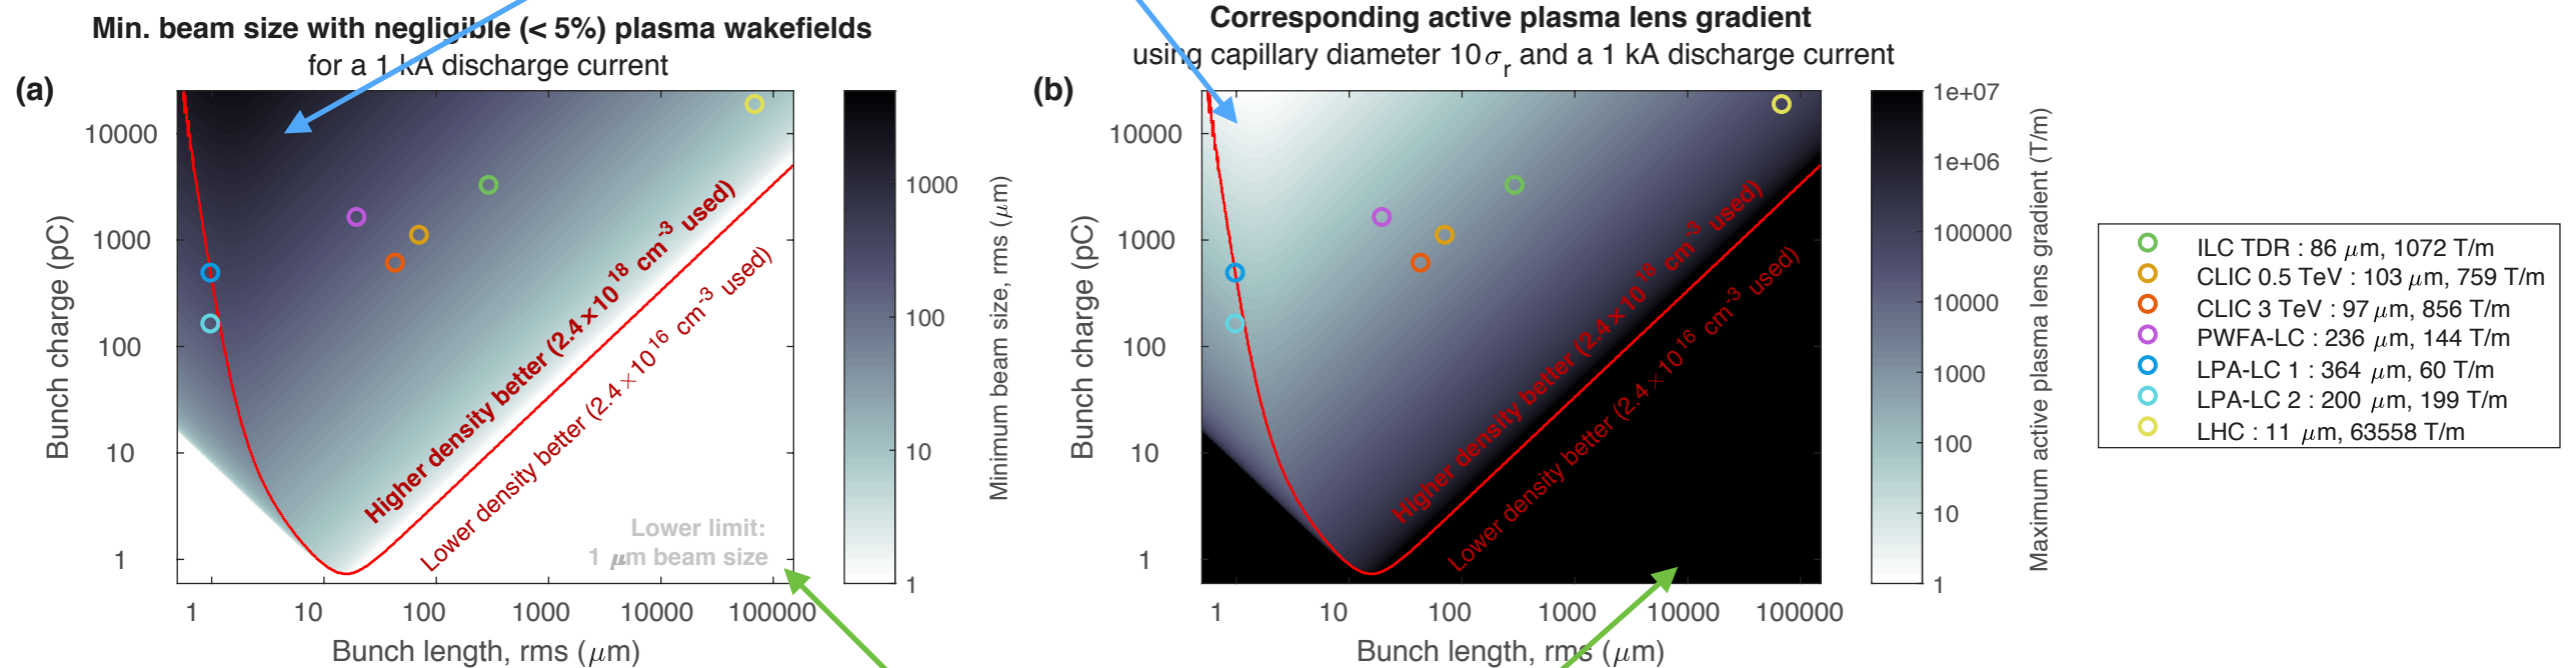 Min. beam size with negligible (< 5%) plasma wakefields
for a 1 kA discharge current
(a)
10000
1000
100
10
1
Bunch charge (pC)
1
10
100
1000
10000
100000
Bunch length, rms (μm)
Higher density better (2.4×10^18 cm^-3 used)
Lower density better (2.4×10^16 cm^-3 used)
Lower limit:
1 μm beam size
1000
100
10
1
Minimum beam size, rms (μm)
Corresponding active plasma lens gradient
using capillary diameter 10σ_r and a 1 kA discharge current
(b)
10000
1000
100
10
1
Bunch charge (pC)
1
10
100
1000
10000
100000
Bunch length, rms (μm)
Higher density better (2.4×10^18 cm^-3 used)
Lower density better (2.4×10^16 cm^-3 used)
1e+07
1e+06
100000
10000
1000
100
10
1
Maximum active plasma lens gradient (T/m)
ILC TDR : 86 μm, 1072 T/m
CLIC 0.5 TeV : 103 μm, 759 T/m
CLIC 3 TeV : 97 μm, 856 T/m
PWFA-LC : 236 μm, 144 T/m
LPA-LC 1 : 364 μm, 60 T/m
LPA-LC 2 : 200 μm, 199 T/m
LHC : 11 μm, 63558 T/m